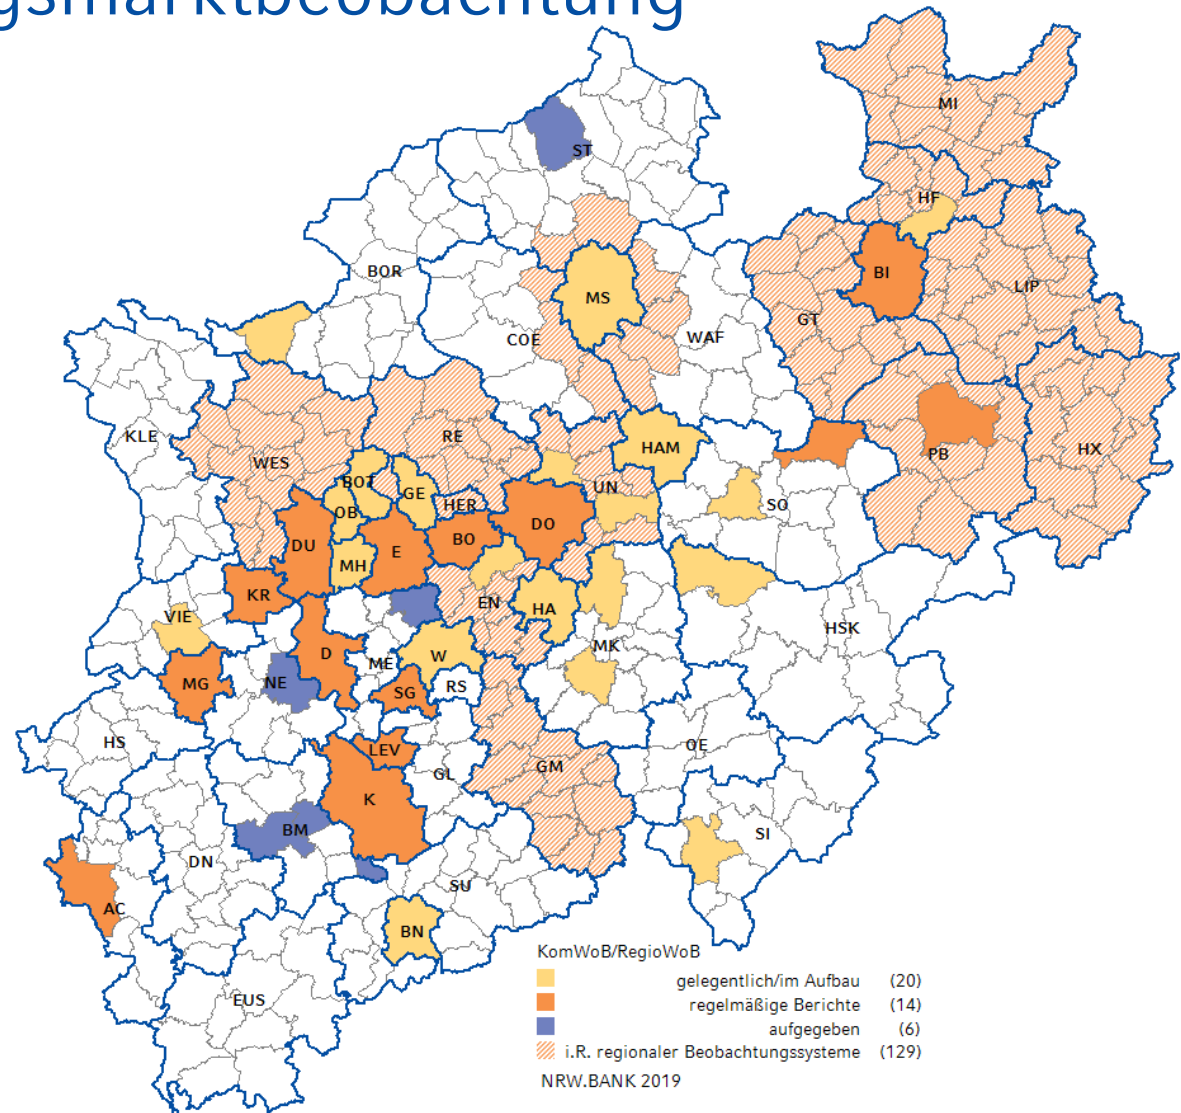 gsmarktbeobachtung
MI
ST
HF
BOR
BI
LIP
MS
GT
COE
WAF
KLE
RE
HAM
WES
PB
HX
BOT
GE
UN
HER
SO
OB
DO
DU
E
BO
MH
KR
EN
HA
VIE
HSK
MK
D
W
ME
MG
NE
SG
RS
HS
LEV
OE
GL
GM
K
BM
SI
DN
SU
AC
BN
EUS
KomWoB/RegioWoB
gelegentlich/im Aufbau (20)
regelmäßige Berichte (14)
aufgegeben (6)
i.R. regionaler Beobachtungssysteme (129)
NRW.BANK 2019